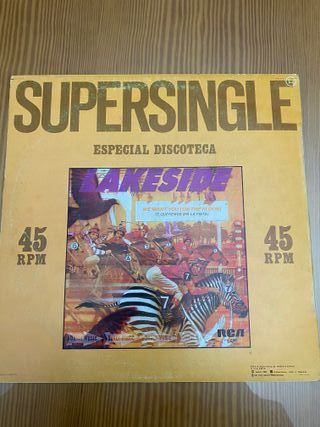 SUPERSINGLE
ESPECIAL DISCOTECA
LAKESIDE
WE WANT YOU (ON THE FLOOR)
TE QUEREMOS (EN LA PISTA)
45
RPM
45
RPM
7
RCA